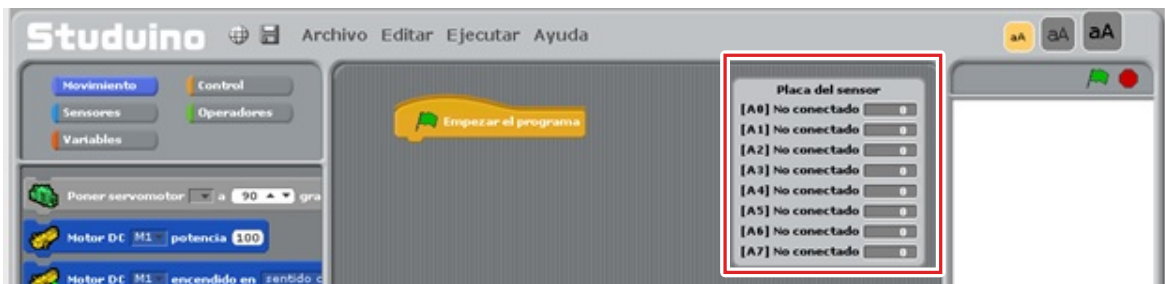 Studuino Archivo Editar Ejecutar Ayuda aA aA aA
Movimiento Control
Sensores Operadores
Variables
Poner servomotor a 90 gra
Motor DC M1 potencia 100
Motor DC M1 encendido en sentido
Empezar el programa
Placa del sensor
[A0] No conectado 0
[A1] No conectado 0
[A2] No conectado 0
[A3] No conectado 0
[A4] No conectado 0
[A5] No conectado 0
[A6] No conectado 0
[A7] No conectado 0